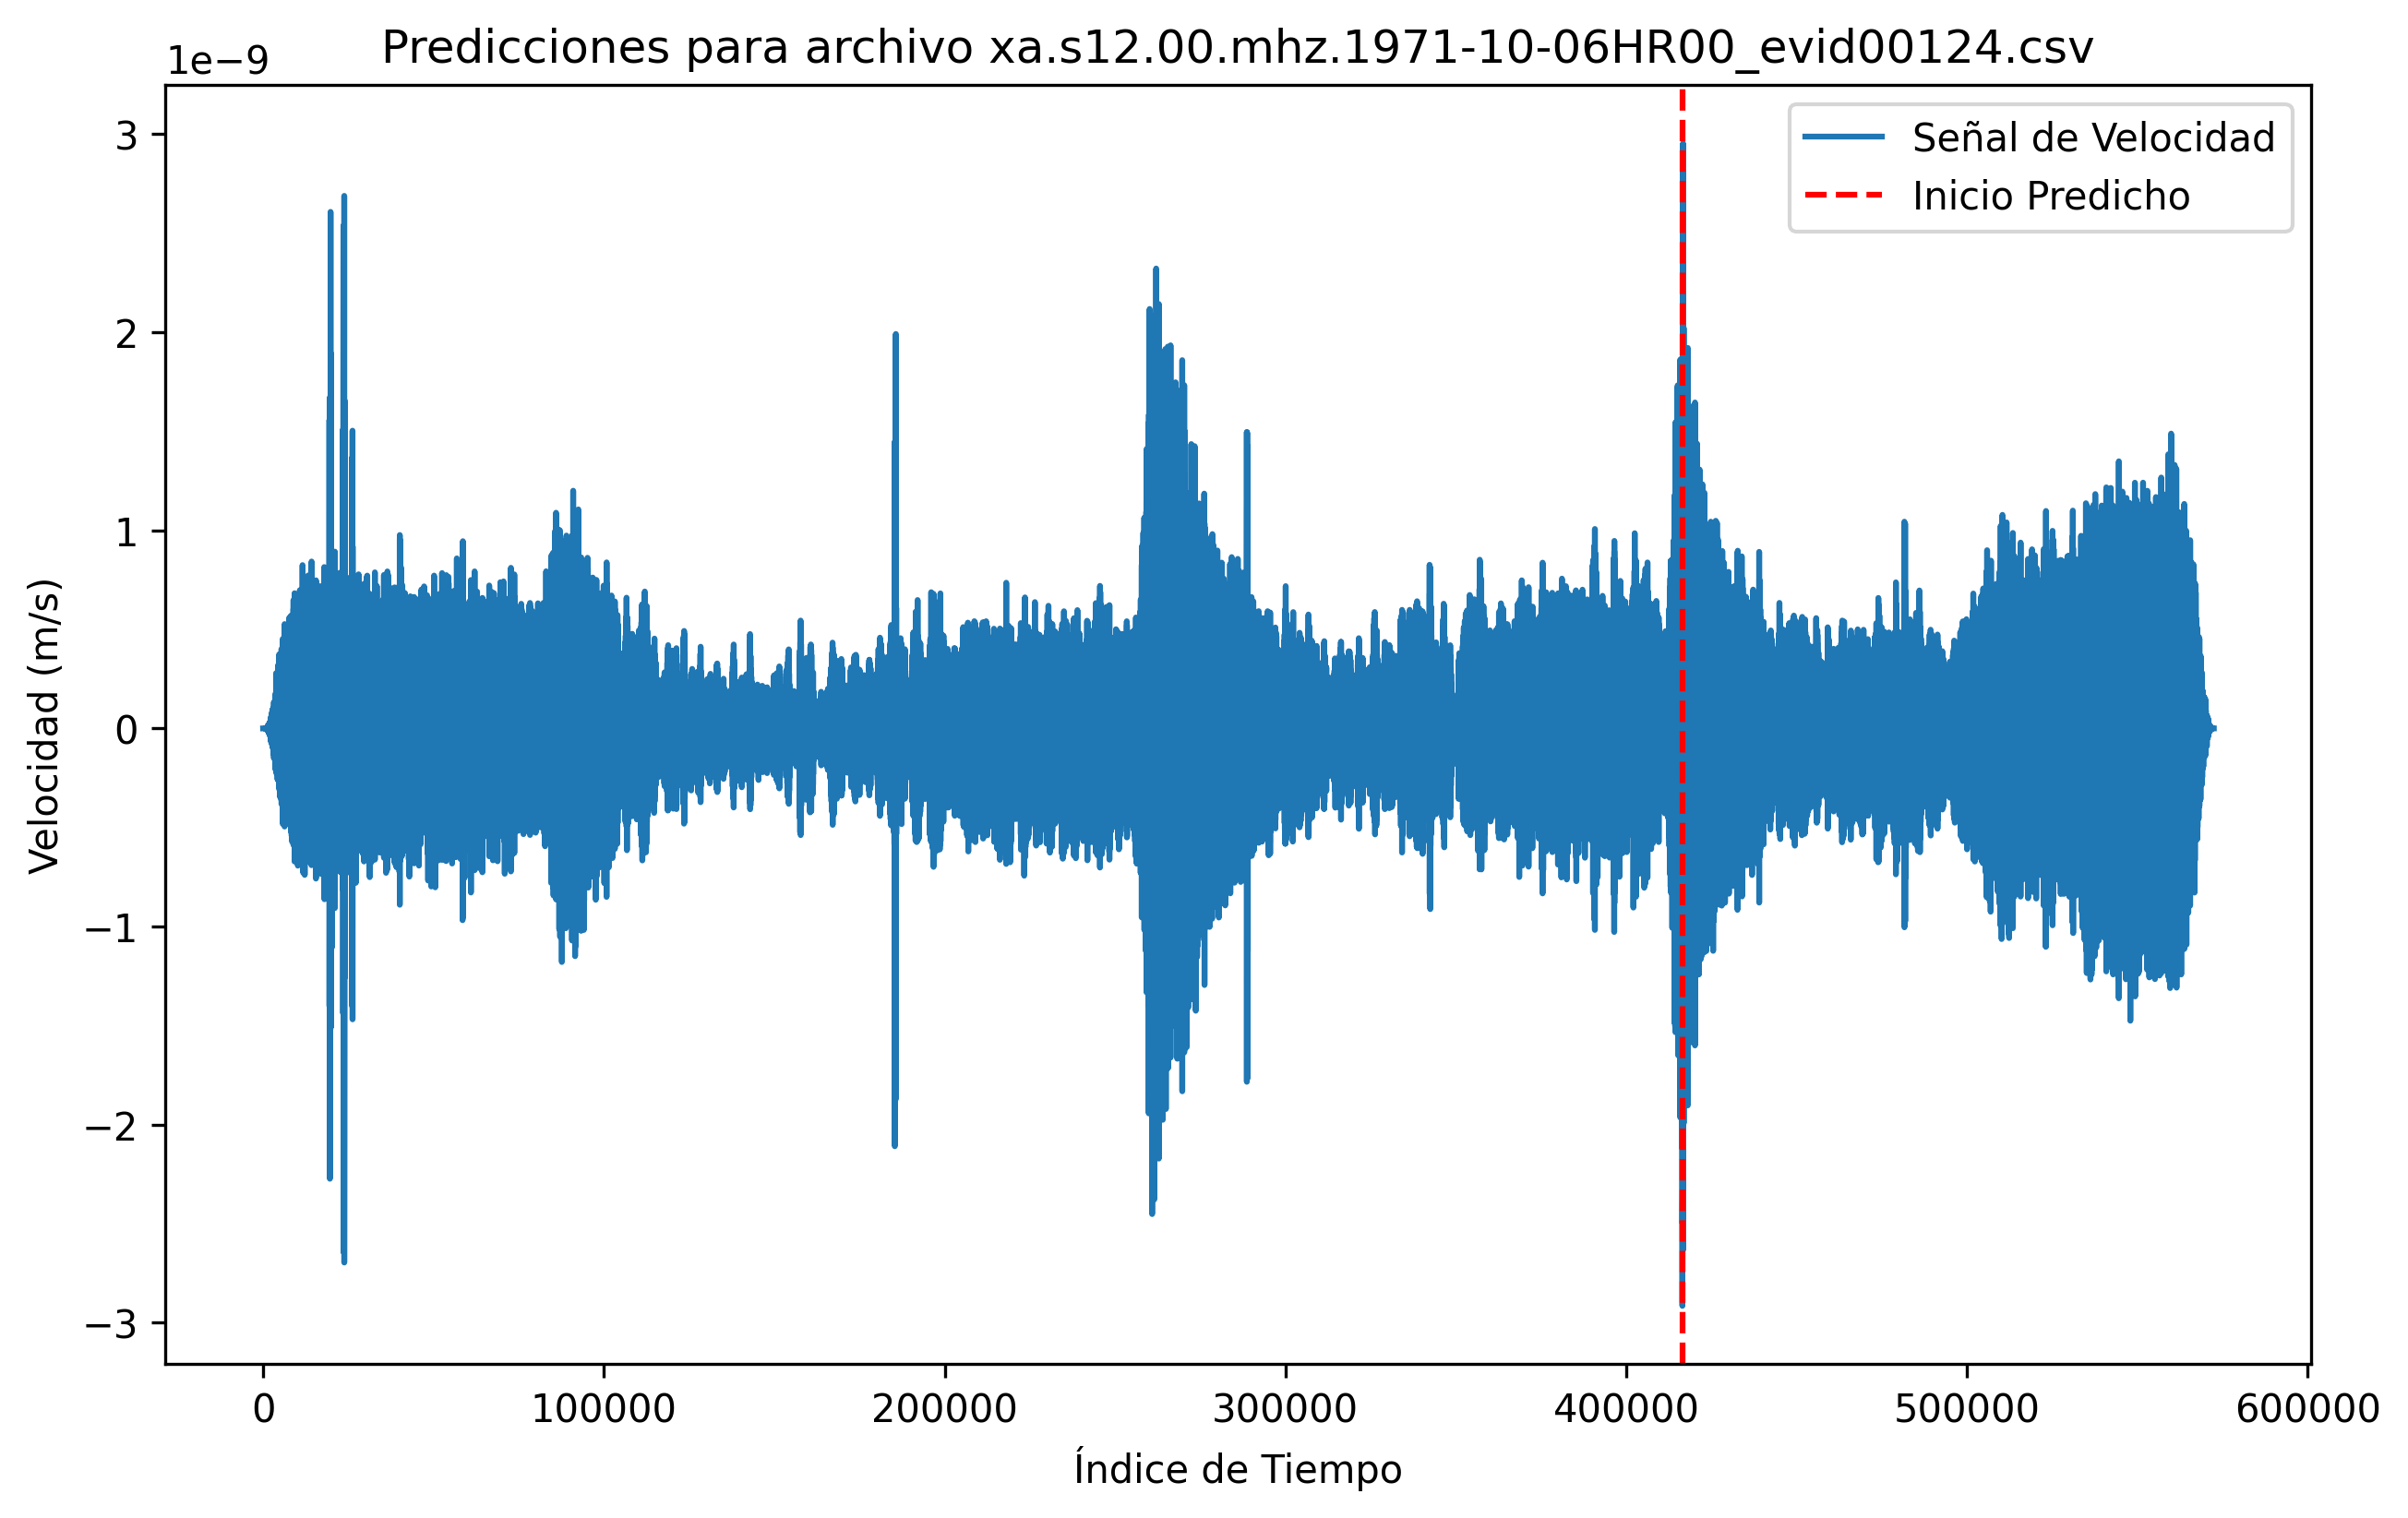 Predicciones para archivo xa.s12.00.mhz.1971-10-06HR00_evid00124.csv
1e−9
Señal de Velocidad
Inicio Predicho
3
2
1
0
−1
−2
−3
Velocidad (m/s)
0 100000 200000 300000 400000 500000 600000
Índice de Tiempo